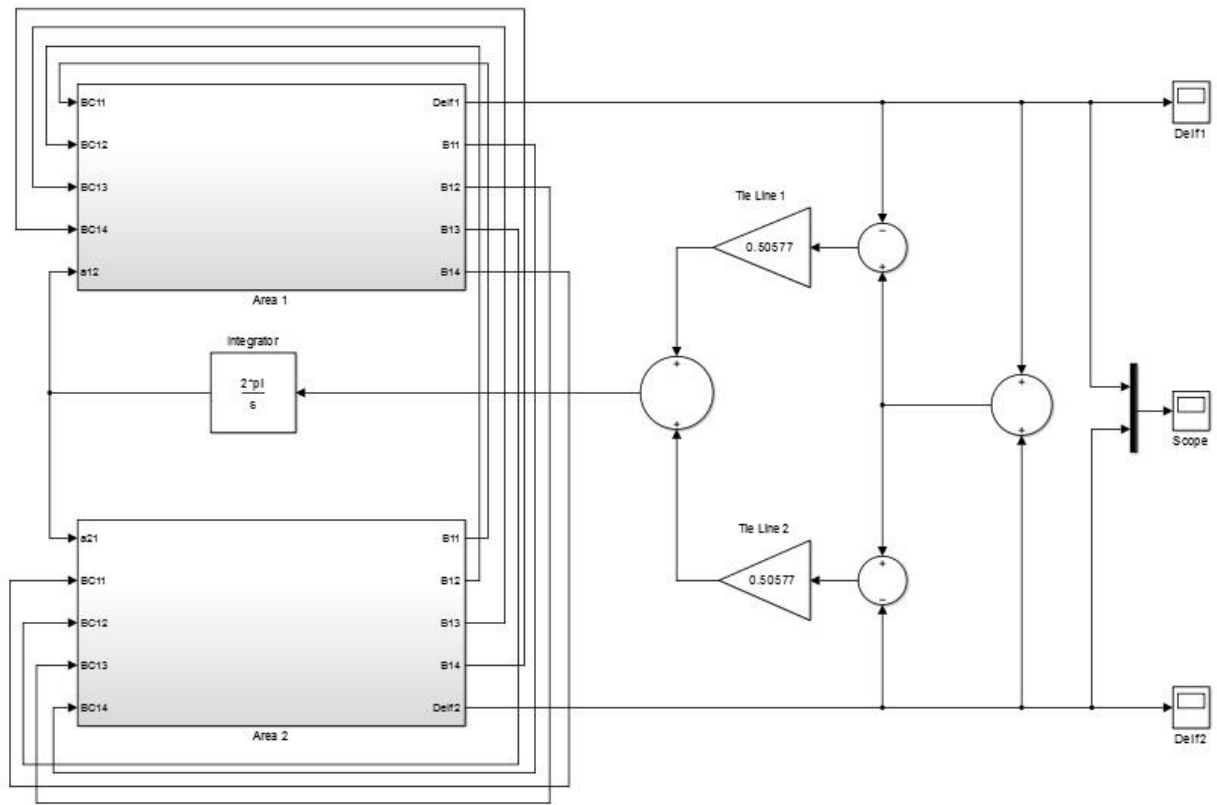 BC11
BC12
BC13
BC14
a12
Delf1
B11
B12
B13
B14
Area 1
Delf1
Tie Line 1
0.50577
−
+
Integrator
2*pi
s
+
+
+
+
Scope
Tie Line 2
0.50577
+
−
a21
BC11
BC12
BC13
BC14
B11
B12
B13
B14
Delf2
Area 2
Delf2